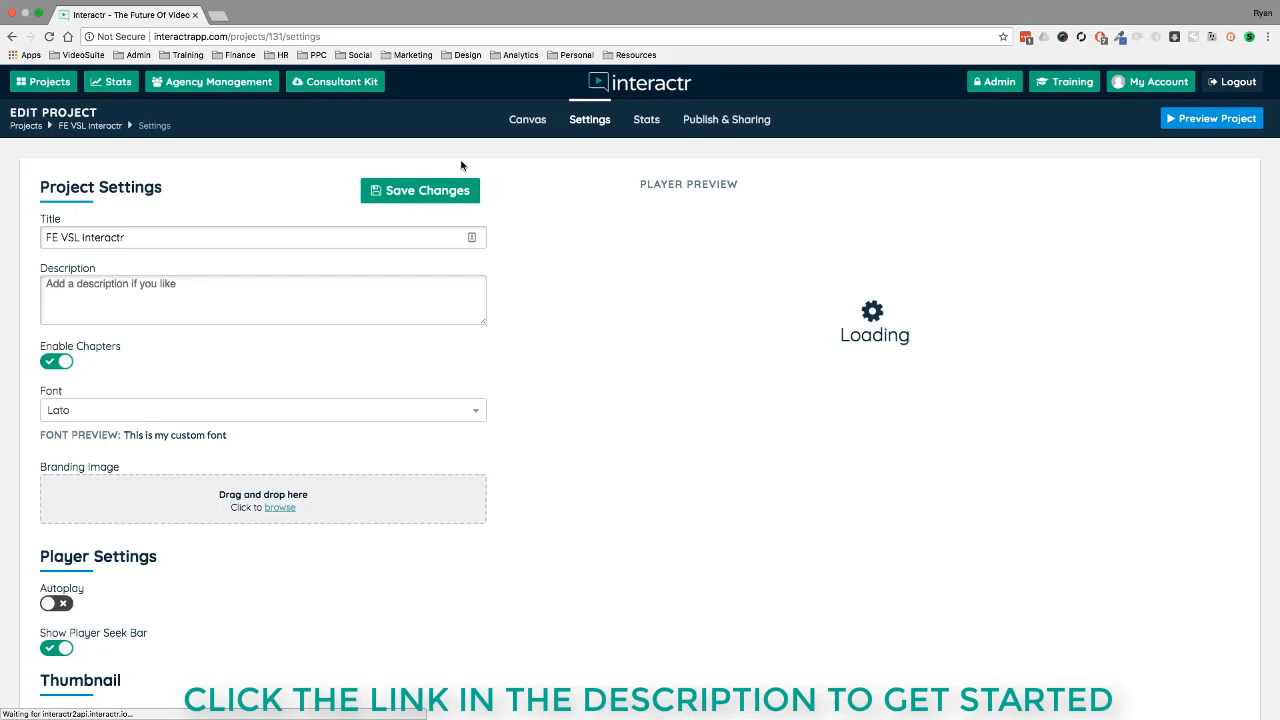 Interactr - The Future Of Video
Ryan
Not Secure
interactrapp.com/projects/131/settings
Apps
VideoSuite
Admin
Training
Finance
HR
PPC
Social
Marketing
Design
Analytics
Personal
Resources
Projects
Stats
Agency Management
Consultant Kit
interactr
Admin
Training
My Account
Logout
EDIT PROJECT
Projects
FE VSL interactr
Settings
Canvas
Settings
Stats
Publish & Sharing
Preview Project
Project Settings
Save Changes
PLAYER PREVIEW
Title
FE VSL interactr
Description
Add a description if you like
Loading
Enable Chapters
Font
Lato
FONT PREVIEW: This is my custom font
Branding Image
Drag and drop here
Click to browse
Player Settings
Autoplay
Show Player Seek Bar
Thumbnail
CLICK THE LINK IN THE DESCRIPTION TO GET STARTED
Waiting for interactr2api.interactr.io...